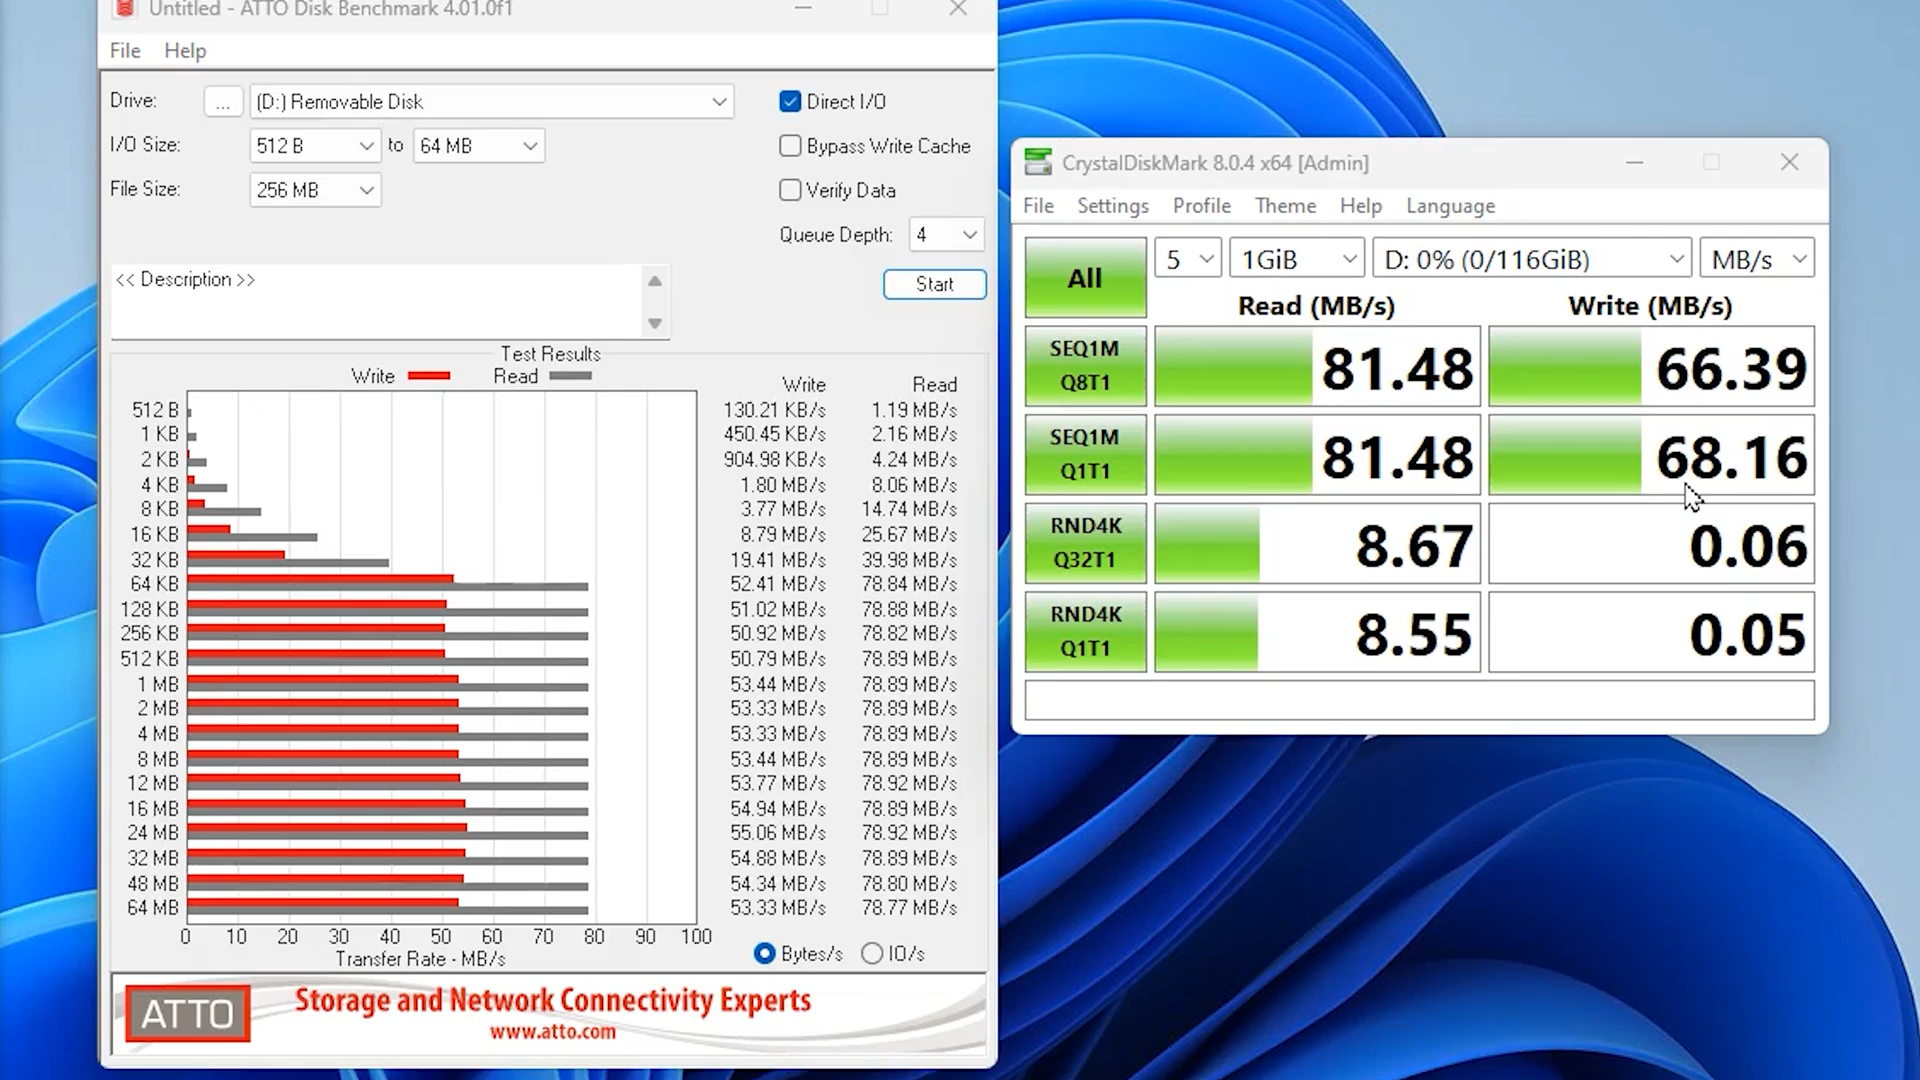 Untitled - ATTO Disk Benchmark 4.01.0f1
File Help
Drive: ... (D:) Removable Disk
Direct I/O
I/O Size: 512 B to 64 MB
Bypass Write Cache
File Size: 256 MB
Verify Data
Queue Depth: 4
<< Description >>
Start
Test Results
Write Read
Write Read
512 B 130.21 KB/s 1.19 MB/s
1 KB 450.45 KB/s 2.16 MB/s
2 KB 904.98 KB/s 4.24 MB/s
4 KB 1.80 MB/s 8.06 MB/s
8 KB 3.77 MB/s 14.74 MB/s
16 KB 8.79 MB/s 25.67 MB/s
32 KB 19.41 MB/s 39.98 MB/s
64 KB 52.41 MB/s 78.84 MB/s
128 KB 51.02 MB/s 78.88 MB/s
256 KB 50.92 MB/s 78.82 MB/s
512 KB 50.79 MB/s 78.89 MB/s
1 MB 53.44 MB/s 78.89 MB/s
2 MB 53.33 MB/s 78.89 MB/s
4 MB 53.33 MB/s 78.89 MB/s
8 MB 53.44 MB/s 78.89 MB/s
12 MB 53.77 MB/s 78.92 MB/s
16 MB 54.94 MB/s 78.89 MB/s
24 MB 55.06 MB/s 78.92 MB/s
32 MB 54.88 MB/s 78.89 MB/s
48 MB 54.34 MB/s 78.80 MB/s
64 MB 53.33 MB/s 78.77 MB/s
0 10 20 30 40 50 60 70 80 90 100
Transfer Rate - MB/s
Bytes/s IO/s
ATTO
Storage and Network Connectivity Experts
www.atto.com
CrystalDiskMark 8.0.4 x64 [Admin]
File Settings Profile Theme Help Language
All 5 1GiB D: 0% (0/116GiB) MB/s
Read (MB/s) Write (MB/s)
SEQ1M
Q8T1
81.48 66.39
SEQ1M
Q1T1
81.48 68.16
RND4K
Q32T1
8.67 0.06
RND4K
Q1T1
8.55 0.05